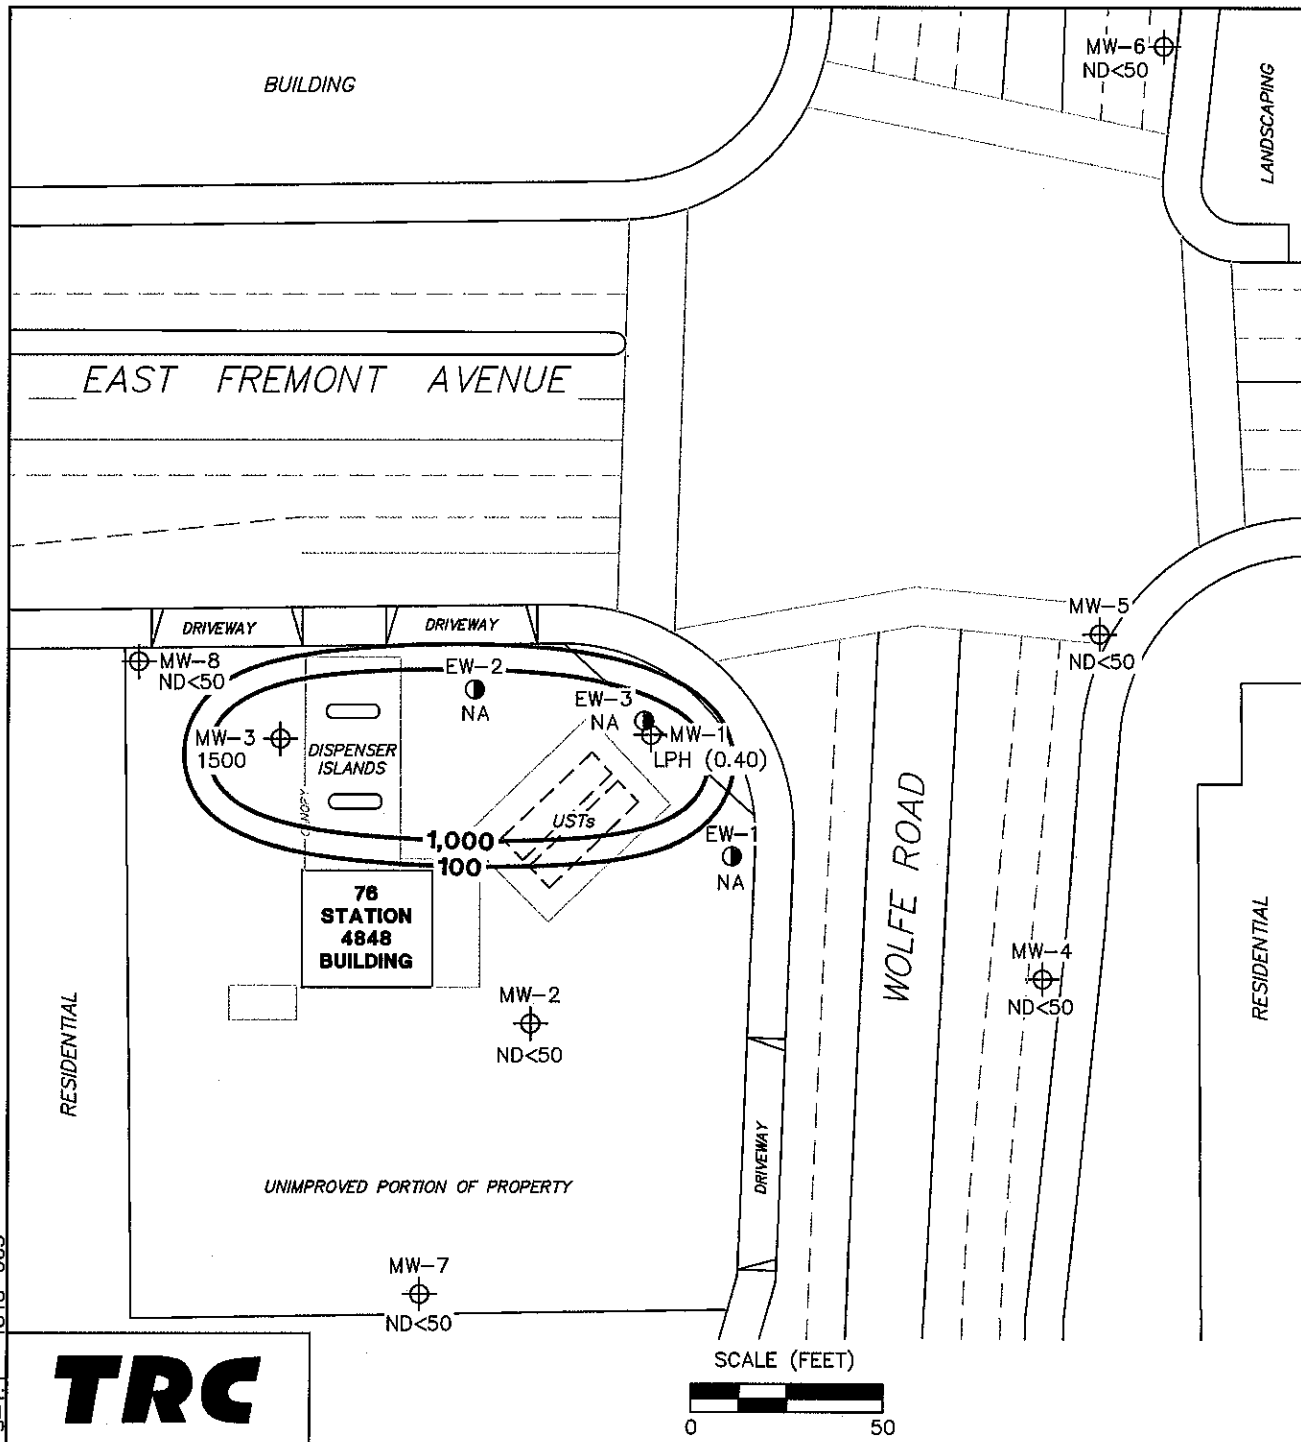 BUILDING
MW-6
ND<50
LANDSCAPING
EAST FREMONT AVENUE
DRIVEWAY
DRIVEWAY
MW-5
ND<50
MW-8
ND<50
EW-2
NA
EW-3
NA
MW-1
LPH (0.40)
MW-3
1500
DISPENSER
ISLANDS
CANOPY
USTs
1,000
100
EW-1
NA
76
STATION
4848
BUILDING
WOLFE ROAD
MW-4
ND<50
RESIDENTIAL
MW-2
ND<50
RESIDENTIAL
UNIMPROVED PORTION OF PROPERTY
DRIVEWAY
MW-7
ND<50
TRC
SCALE (FEET)
0 50